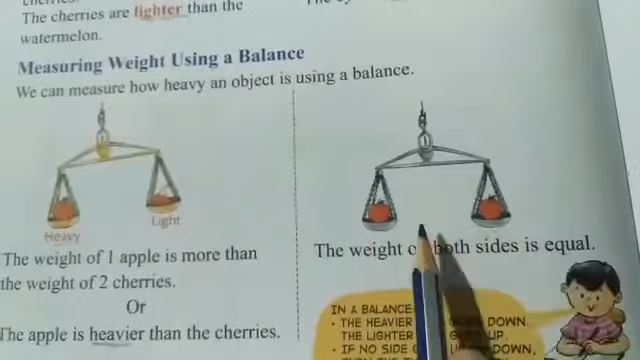 The cherries are lighter than the
watermelon.
Measuring Weight Using a Balance
We can measure how heavy an object is using a balance.
Heavy
Light
The weight of 1 apple is more than
the weight of 2 cherries.
Or
The apple is heavier than the cherries.
The weight both sides is equal.
IN A BALANCE
• THE HEAVIER DOWN.
THE LIGHTER UP.
• IF NO SIDE DOWN,